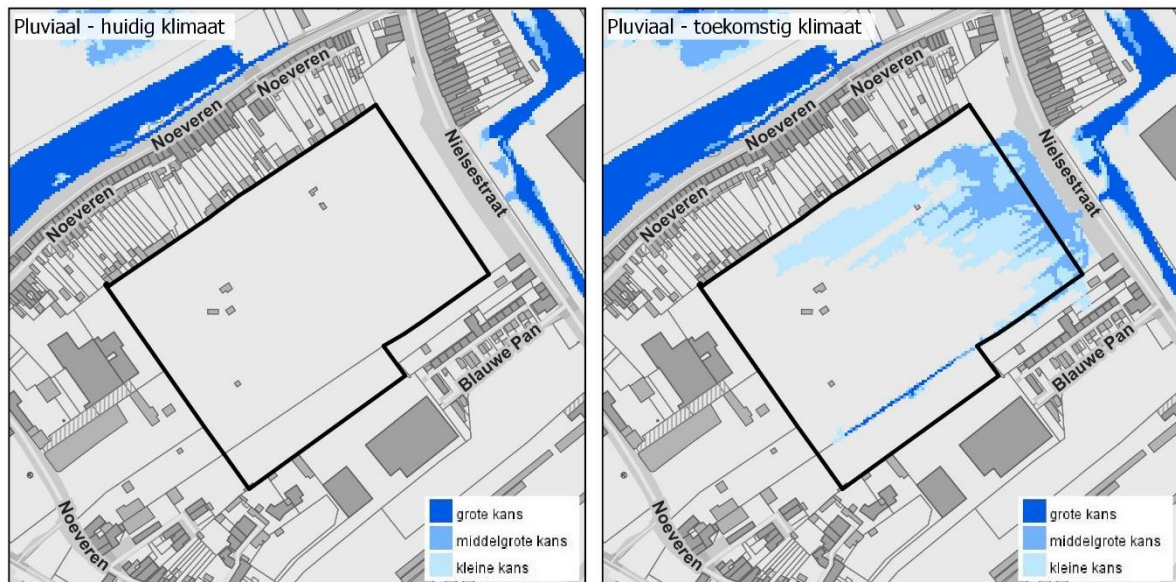 Pluviaal - huidig klimaat
Noeveren
Noeveren
Noeveren
Nielsestraat
Blauwe Pan
Noeveren
grote kans
middelgrote kans
kleine kans
Pluviaal - toekomstig klimaat
Noeveren
Noeveren
Noeveren
Nielsestraat
Blauwe Pan
Noeveren
grote kans
middelgrote kans
kleine kans